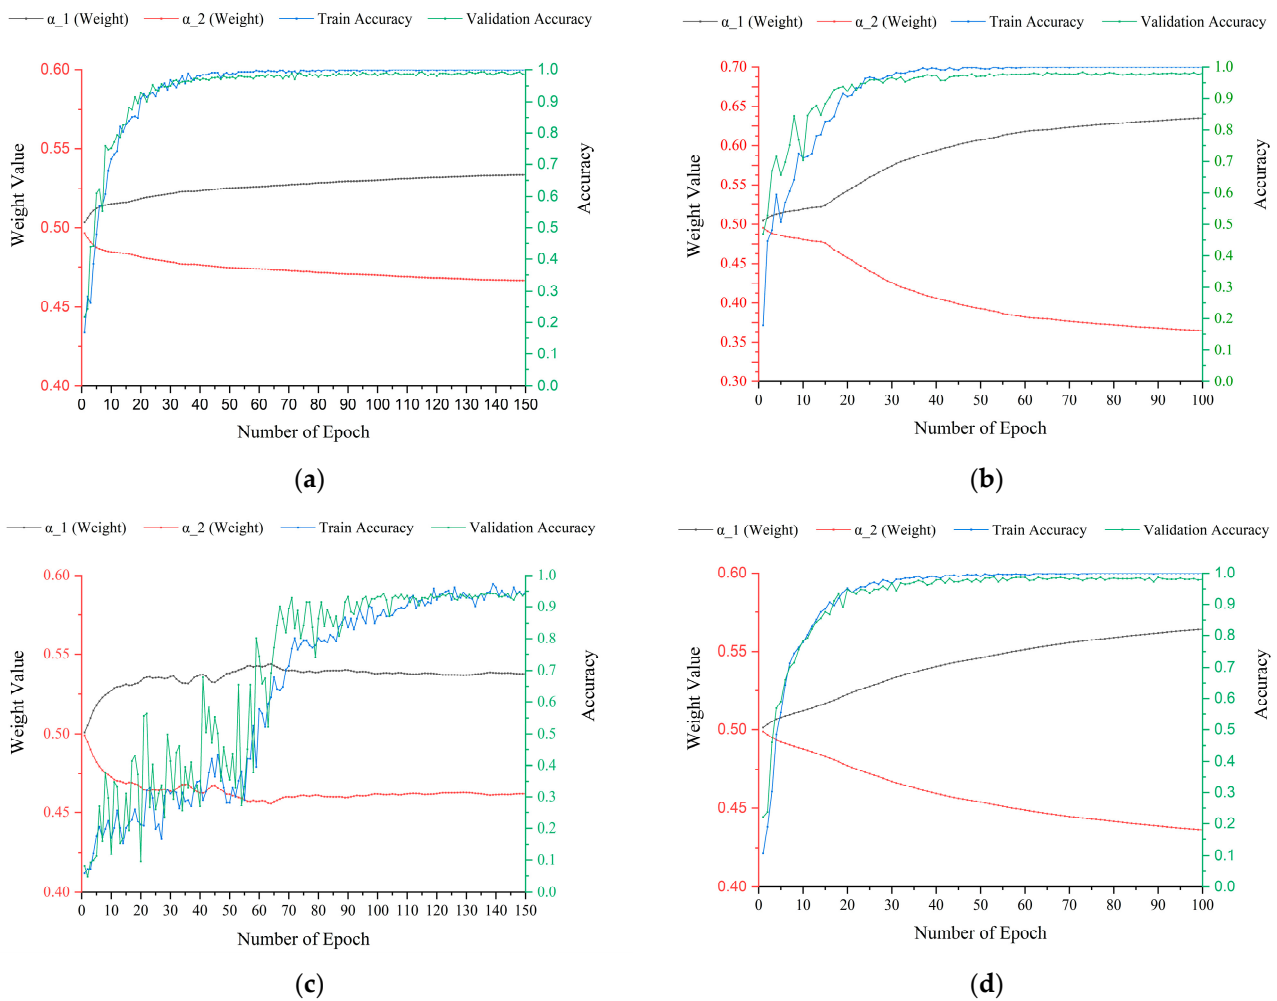 α_1 (Weight) α_2 (Weight) Train Accuracy Validation Accuracy
0.60
0.55
0.50
0.45
0.40
Weight Value
1.0
0.9
0.8
0.7
0.6
0.5
0.4
0.3
0.2
0.1
0.0
Accuracy
0 10 20 30 40 50 60 70 80 90 100 110 120 130 140 150
Number of Epoch
(a)
α_1 (Weight) α_2 (Weight) Train Accuracy Validation Accuracy
0.70
0.65
0.60
0.55
0.50
0.45
0.40
0.35
0.30
Weight Value
1.0
0.9
0.8
0.7
0.6
0.5
0.4
0.3
0.2
0.1
0.0
Accuracy
0 10 20 30 40 50 60 70 80 90 100
Number of Epoch
(b)
α_1 (Wcight) α_2 (Wcight) Train Accuracy Validation Accuracy
0.60
0.55
0.50
0.45
0.40
Weight Value
1.0
0.9
0.8
0.7
0.6
0.5
0.4
0.3
0.2
0.1
0.0
Accuracy
0 10 20 30 40 50 60 70 80 90 100 110 120 130 140 150
Number of Epoch
(c)
α_1 (Weight) α_2 (Weight) Train Accuracy Validation Accuracy
0.60
0.55
0.50
0.45
0.40
Weight Value
1.0
0.9
0.8
0.7
0.6
0.5
0.4
0.3
0.2
0.1
0.0
Accuracy
0 10 20 30 40 50 60 70 80 90 100
Number of Epoch
(d)